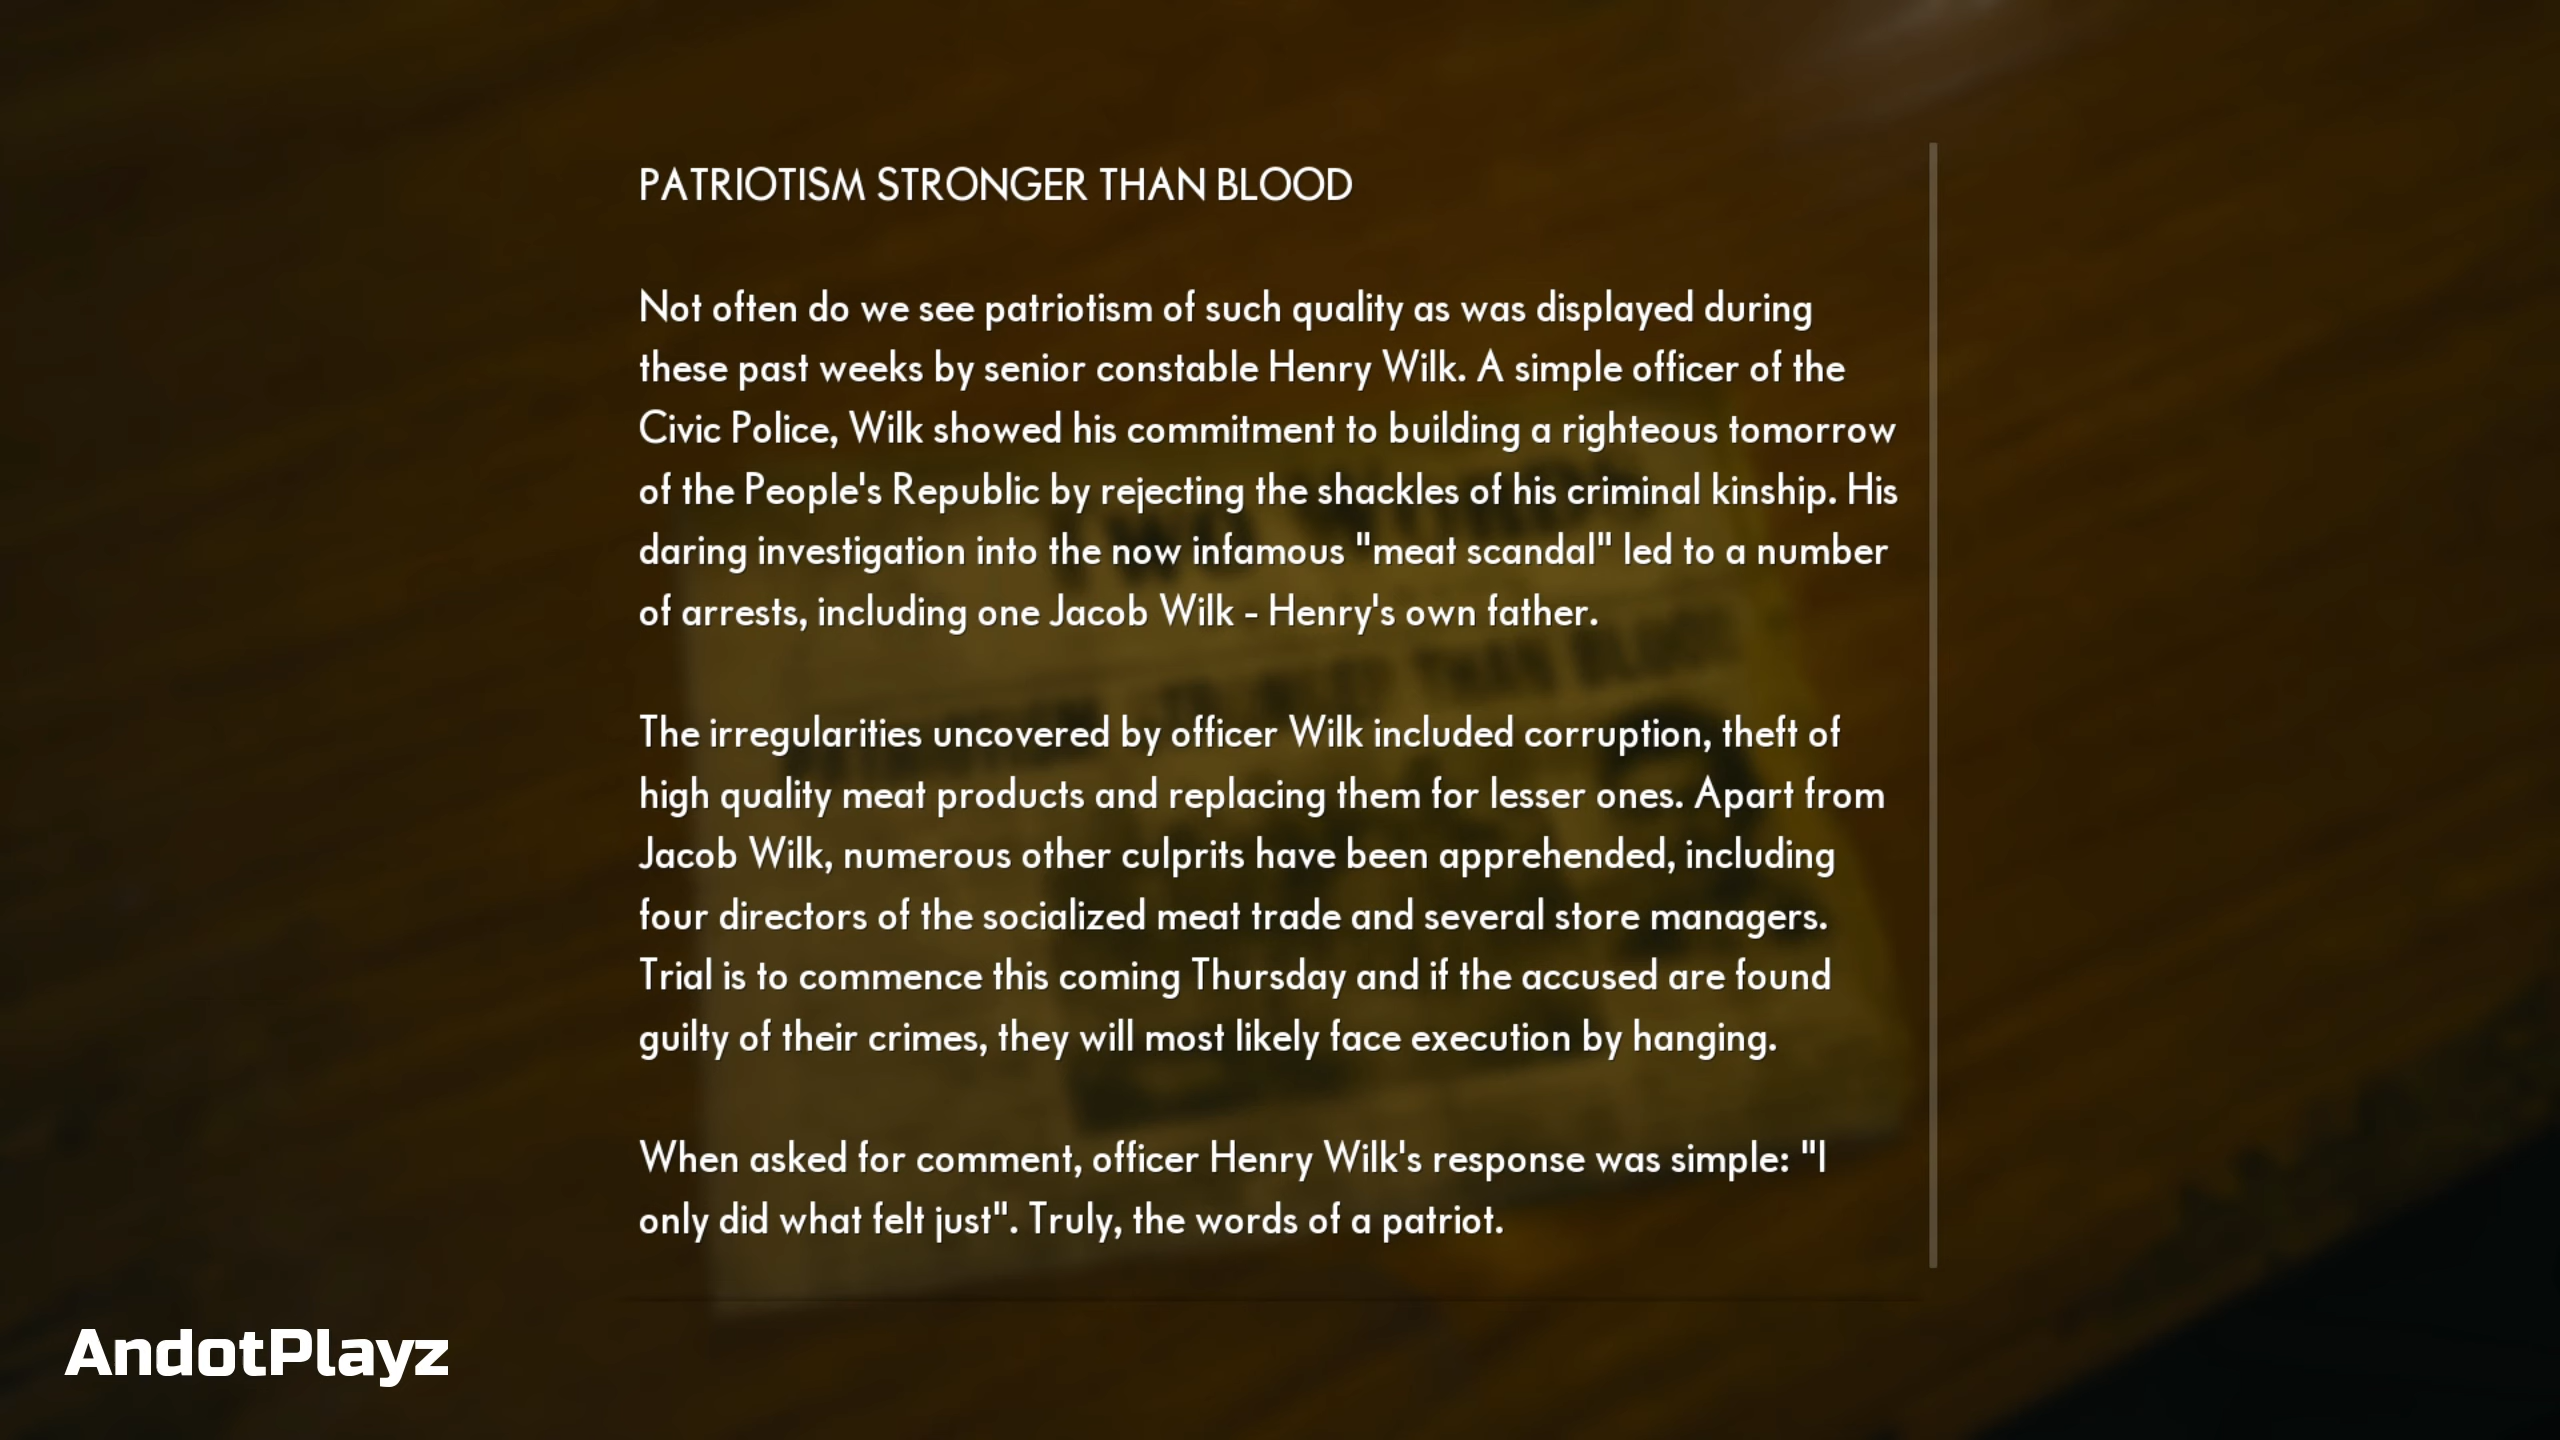 PATRIOTISM STRONGER THAN BLOOD
Not often do we see patriotism of such quality as was displayed during
these past weeks by senior constable Henry Wilk. A simple officer of the
Civic Police, Wilk showed his commitment to building a righteous tomorrow
of the People's Republic by rejecting the shackles of his criminal kinship. His
daring investigation into the now infamous "meat scandal" led to a number
of arrests, including one Jacob Wilk - Henry's own father.
The irregularities uncovered by officer Wilk included corruption, theft of
high quality meat products and replacing them for lesser ones. Apart from
Jacob Wilk, numerous other culprits have been apprehended, including
four directors of the socialized meat trade and several store managers.
Trial is to commence this coming Thursday and if the accused are found
guilty of their crimes, they will most likely face execution by hanging.
When asked for comment, officer Henry Wilk's response was simple: "I
only did what felt just". Truly, the words of a patriot.
AndotPlayz